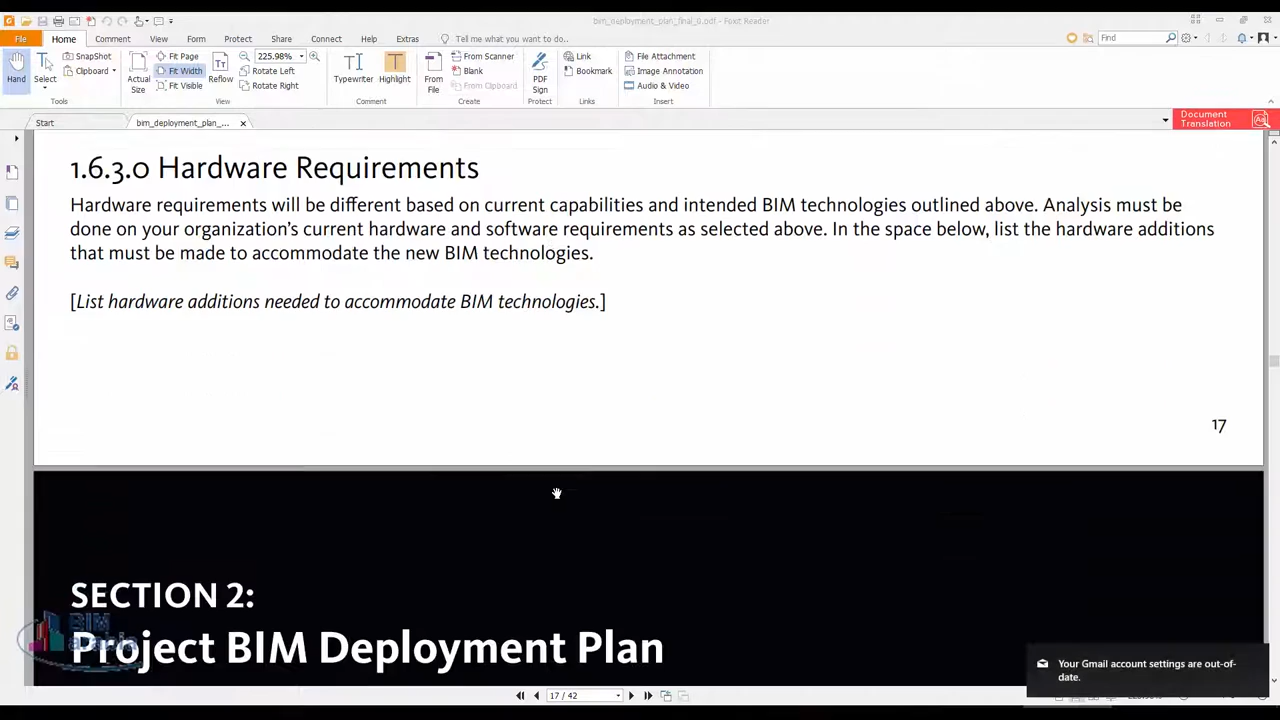 bim_deployment_plan_final_0.pdf - Foxit Reader
File Home Comment View Form Protect Share Connect Help Extras Tell me what you want to do.. Find
Hand Select SnapShot Clipboard Tools
Actual Size Fit Page Fit Width Fit Visible Reflow 225.98% Rotate Left Rotate Right View
Typewriter Highlight Comment
From File From Scanner Blank From Clipboard Create
PDF Sign Protect
Link Bookmark Links
File Attachment Image Annotation Audio & Video Insert
Start bim_deployment_plan_...
Document
Translation
1.6.3.0 Hardware Requirements
Hardware requirements will be different based on current capabilities and intended BIM technologies outlined above. Analysis must be
done on your organization's current hardware and software requirements as selected above. In the space below, list the hardware additions
that must be made to accommodate the new BIM technologies.
[List hardware additions needed to accommodate BIM technologies.]
17
SECTION 2:
Project BIM Deployment Plan
BIM
arabia
Your Gmail account settings are out-of-
date.
17 / 42